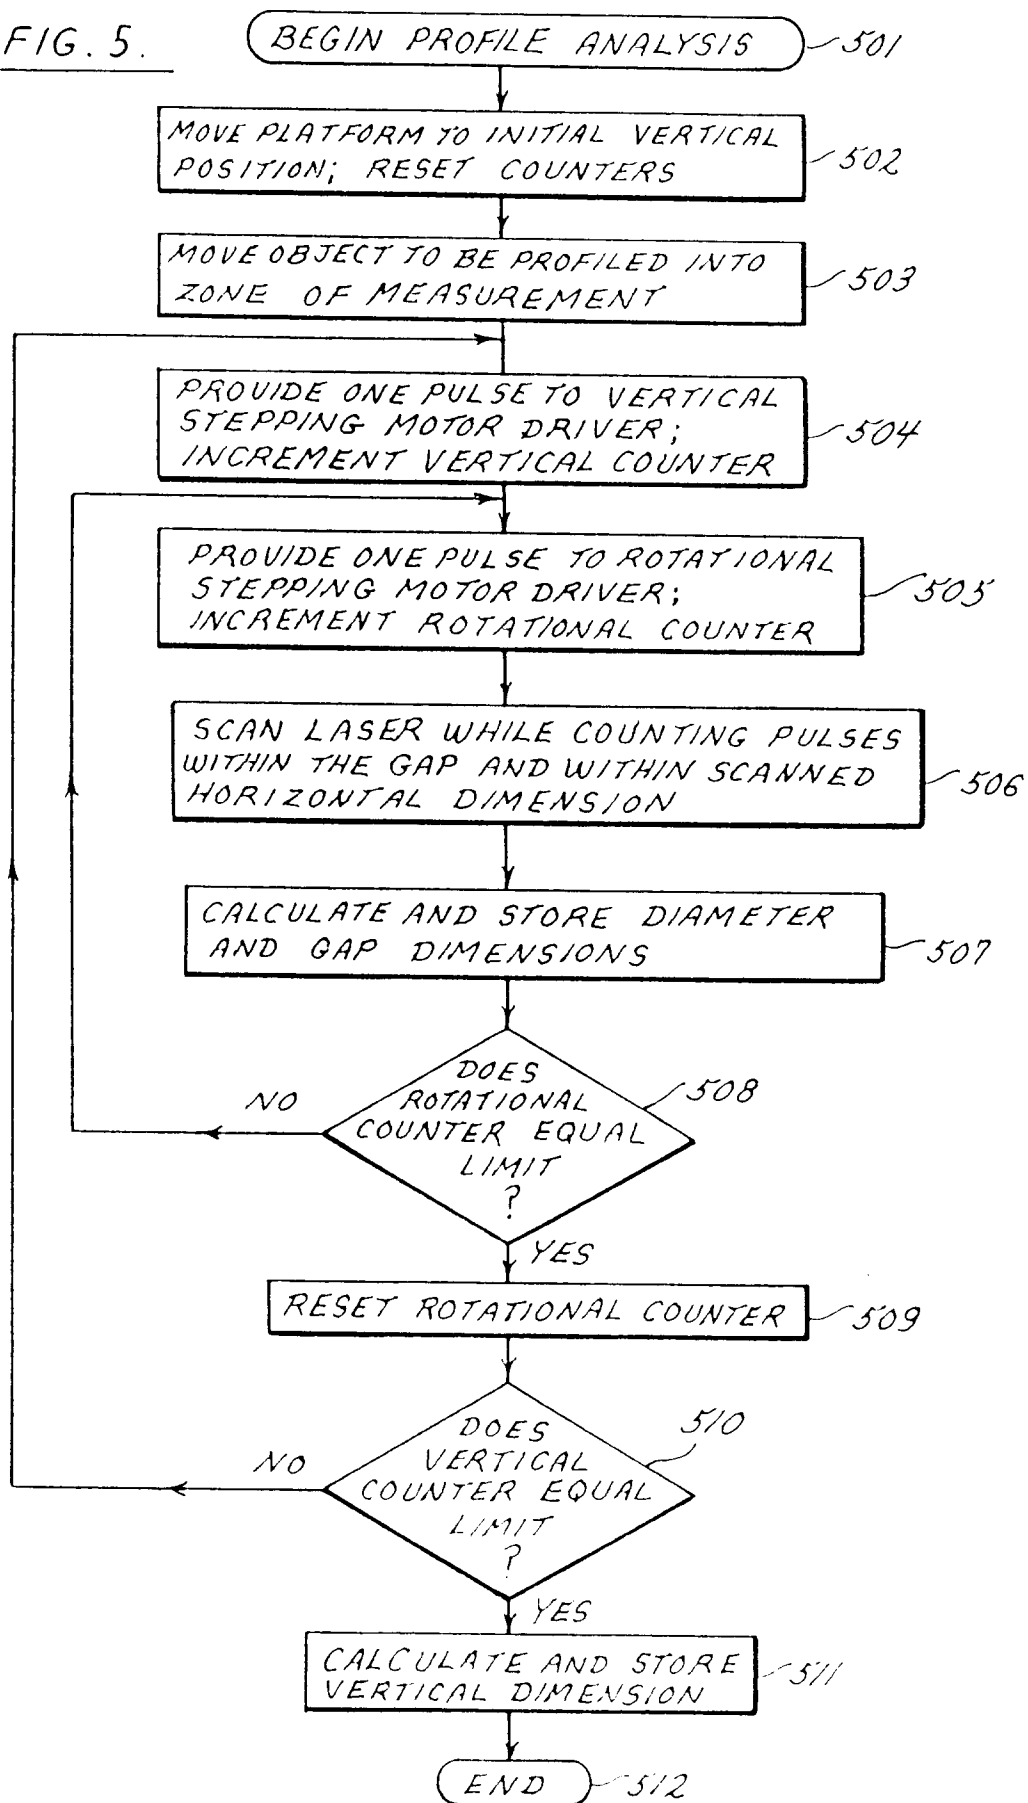 FIG. 5.
BEGIN PROFILE ANALYSIS
501
MOVE PLATFORM TO INITIAL VERTICAL
POSITION; RESET COUNTERS
502
MOVE OBJECT TO BE PROFILED INTO
ZONE OF MEASUREMENT
503
PROVIDE ONE PULSE TO VERTICAL
STEPPING MOTOR DRIVER;
INCREMENT VERTICAL COUNTER
504
PROVIDE ONE PULSE TO ROTATIONAL
STEPPING MOTOR DRIVER;
INCREMENT ROTATIONAL COUNTER
505
SCAN LASER WHILE COUNTING PULSES
WITHIN THE GAP AND WITHIN SCANNED
HORIZONTAL DIMENSION
506
CALCULATE AND STORE DIAMETER
AND GAP DIMENSIONS
507
DOES
ROTATIONAL
COUNTER EQUAL
LIMIT
?
508
NO
YES
RESET ROTATIONAL COUNTER
509
DOES
VERTICAL
COUNTER EQUAL
LIMIT
?
510
NO
YES
CALCULATE AND STORE
VERTICAL DIMENSION
511
END
512